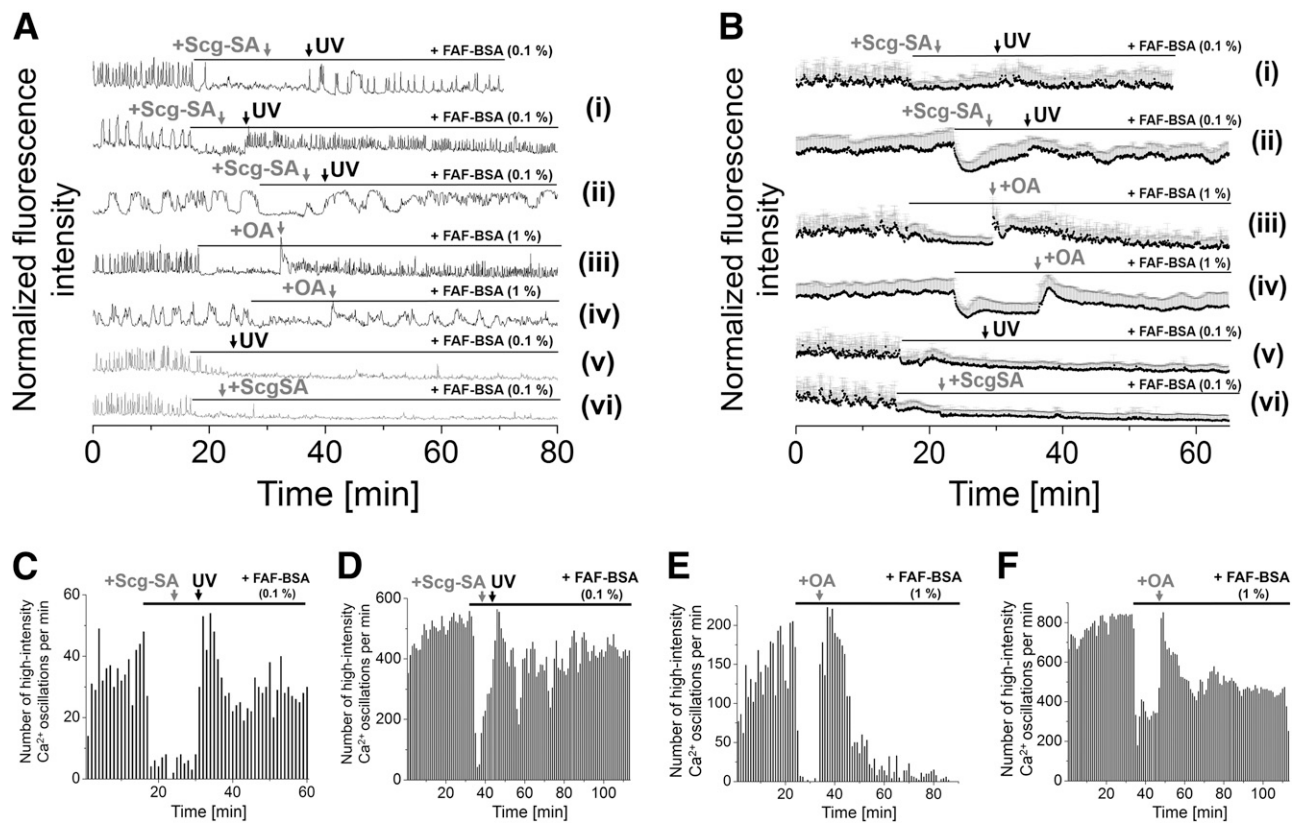 A
B
Normalized fluorescence
intensity
+Scg-SA UV + FAF-BSA (0.1 %)
+Scg-SA UV + FAF-BSA (0.1 %)
(i)
+Scg-SA UV + FAF-BSA (0.1 %)
(ii)
+OA + FAF-BSA (1 %)
(iii)
+OA + FAF-BSA (1 %)
(iv)
UV + FAF-BSA (0.1 %)
(v)
+ScgSA + FAF-BSA (0.1 %)
(vi)
0 20 40 60 80
Time [min]
Normalized fluorescence
intensity
+Scg-SA UV + FAF-BSA (0.1 %)
(i)
+Scg-SA UV + FAF-BSA (0.1 %)
(ii)
+OA + FAF-BSA (1 %)
(iii)
+OA + FAF-BSA (1 %)
(iv)
UV + FAF-BSA (0.1 %)
(v)
+ScgSA + FAF-BSA (0.1 %)
(vi)
0 20 40 60
Time [min]
C
+Scg-SA UV + FAF-BSA
(0.1 %)
Number of high-intensity
Ca²⁺ oscillations per min
60
40
20
0
20 40 60
Time [min]
D
+Scg-SA UV + FAF-BSA
(0.1 %)
Number of high-intensity
Ca²⁺ oscillations per min
600
400
200
0
20 40 60 80 100
Time [min]
E
+OA + FAF-BSA
(1 %)
Number of high-intensity
Ca²⁺ oscillations per min
200
150
100
50
0
20 40 60 80
Time [min]
F
+OA + FAF-BSA
(1 %)
Number of high-intensity
Ca²⁺ oscillations per min
800
600
400
200
0
20 40 60 80 100
Time [min]